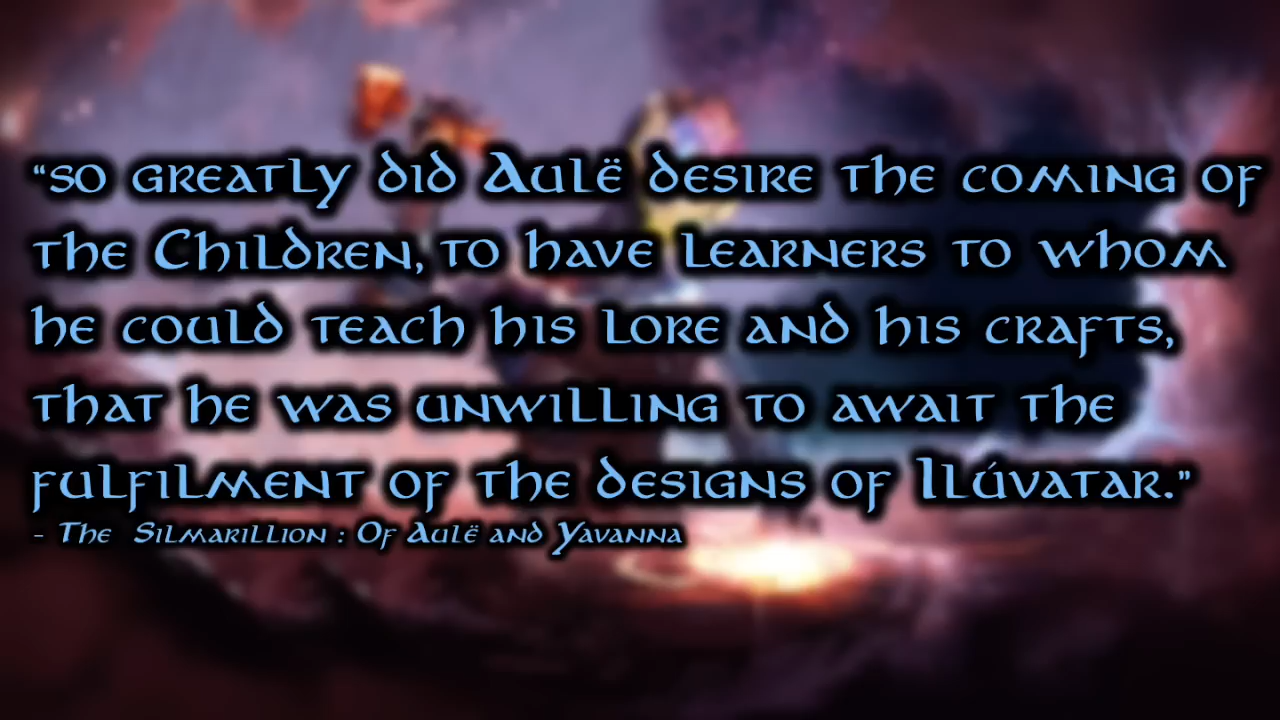 “so greatly did Aulë desire the coming of
the Children, to have learners to whom
he could teach his lore and his crafts,
that he was unwilling to await the
fulfilment of the designs of Ilúvatar.”
- The Silmarillion : Of Aulë and Yavanna